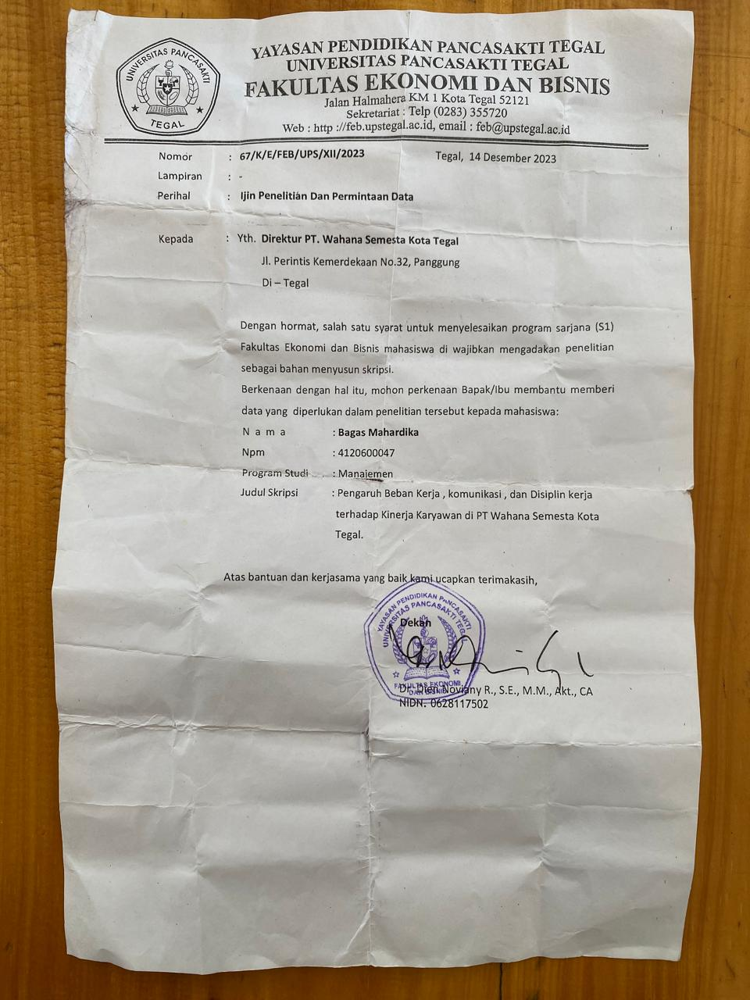 UNIVERSITAS PANCASAKTI
TEGAL
YAYASAN PENDIDIKAN PANCASAKTI TEGAL
UNIVERSITAS PANCASAKTI TEGAL
FAKULTAS EKONOMI DAN BISNIS
Jalan Halmahera KM 1 Kota Tegal 52121
Sekretariat : Telp (0283) 355720
Web : http ://feb.upstegal.ac.id, email : feb@upstegal.ac.id
Nomor : 67/K/E/FEB/UPS/XII/2023 Tegal, 14 Desember 2023
Lampiran : -
Perihal : Ijin Penelitian Dan Permintaan Data
Kepada : Yth. Direktur PT. Wahana Semesta Kota Tegal
Jl. Perintis Kemerdekaan No.32, Panggung
Di – Tegal
Dengan hormat, salah satu syarat untuk menyelesaikan program sarjana (S1)
Fakultas Ekonomi dan Bisnis mahasiswa di wajibkan mengadakan penelitian
sebagai bahan menyusun skripsi.
Berkenaan dengan hal itu, mohon perkenaan Bapak/Ibu membantu memberi
data yang diperlukan dalam penelitian tersebut kepada mahasiswa:
N a m a : Bagas Mahardika
Npm : 4120600047
Program Studi : Manajemen
Judul Skripsi : Pengaruh Beban Kerja , komunikasi , dan Disiplin kerja
terhadap Kinerja Karyawan di PT Wahana Semesta Kota
Tegal.
Atas bantuan dan kerjasama yang baik kami ucapkan terimakasih,
YAYASAN PENDIDIKAN PANCASAKTI
UNIVERSITAS PANCASAKTI TEGAL
Dekan
FAKULTAS EKONOMI
DAN BISNIS
Dr. Dien Noviany R., S.E., M.M., Akt., CA
NIDN. 0628117502